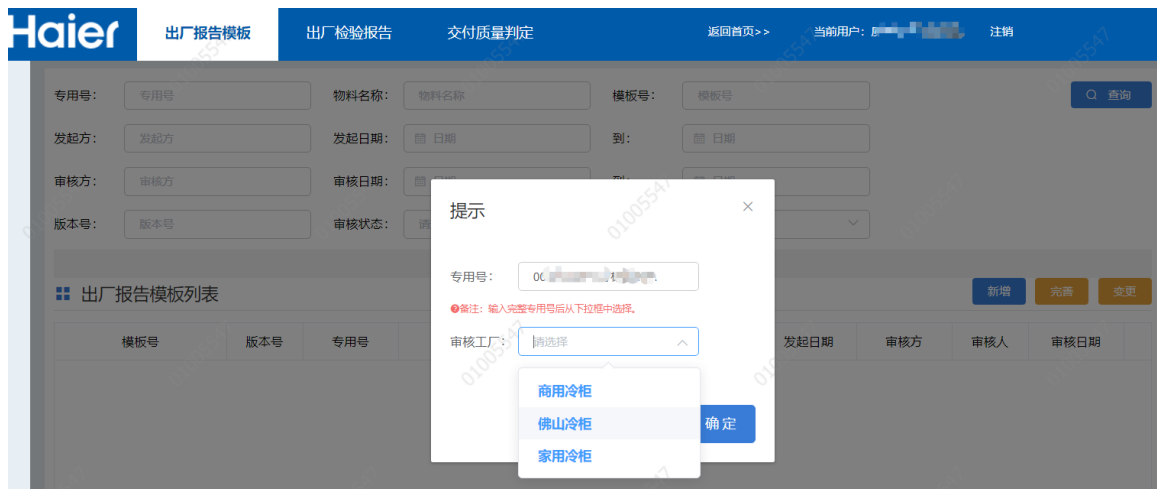 Haier 出厂报告模板 出厂检验报告 交付质量判定 返回首页>> 当前用户: 注销
专用号: 专用号 物料名称: 物料名称 模板号: 模板号 查询
发起方: 发起方 发起日期: 日期 到: 日期
审核方: 审核方 审核日期: 日期 到: 日期
版本号: 版本号 审核状态: 请
提示
专用号: 00
备注: 输入完整专用号后从下拉框中选择。
出厂报告模板列表 新增 完善 变更
审核工厂: 请选择
模板号 版本号 专用号 发起日期 审核方 审核人 审核日期
商用冷柜
佛山冷柜
确定
家用冷柜
01005547